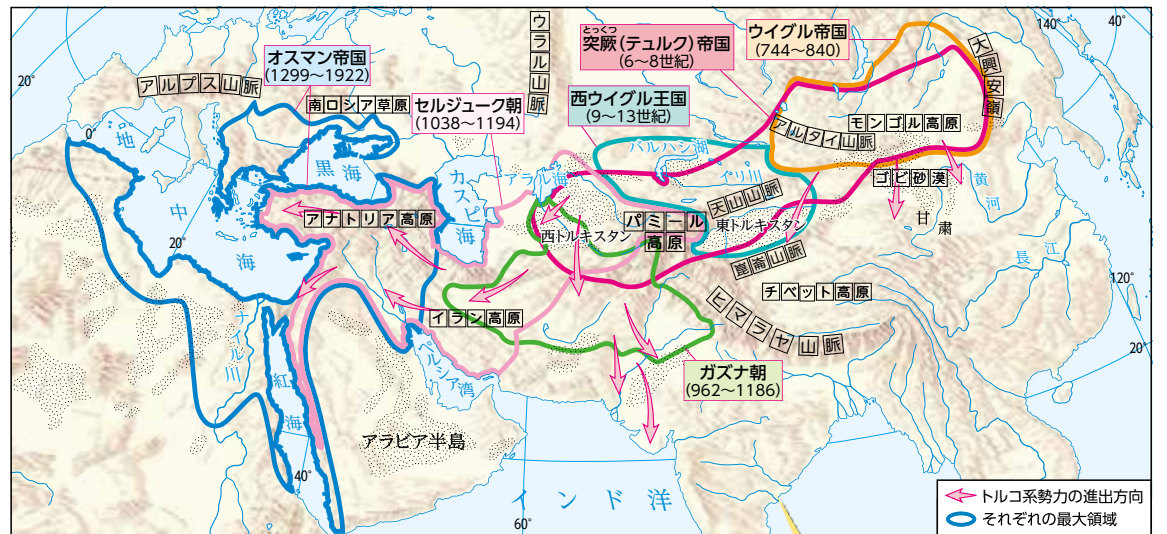 140°
40°
ウラル山脈
とっくつ
突厥(テュルク)帝国
(6〜8世紀)
ウイグル帝国
(744〜840)
大興安嶺
オスマン帝国
(1299〜1922)
20°
アルプス山脈
南ロシア草原
セルジューク朝
(1038〜1194)
西ウイグル王国
(9〜13世紀)
0°
地中海
黒海
カスピ海
アラル海
バルハシ湖
イリ川
アルタイ山脈
モンゴル高原
ゴビ砂漠
黄河
甘粛
長江
アナトリア高原
天山山脈
パミール
高原
西トルキスタン
東トルキスタン
崑崙山脈
20°
チベット高原
120°
ヒマラヤ山脈
イラン高原
ナイル川
紅海
ペルシア湾
20°
ガズナ朝
(962〜1186)
アラビア半島
40°
インド洋
60°
トルコ系勢力の進出方向
それぞれの最大領域